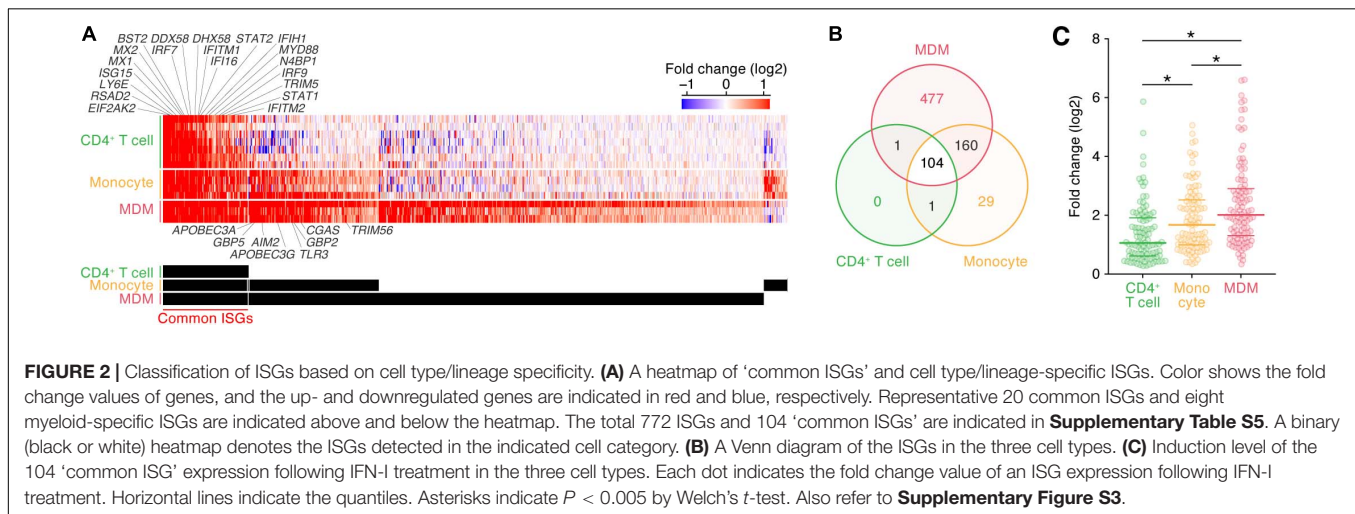 A
BST2 DDX58 DHX58 STAT2 IFIH1
MX2 IRF7 IFITM1 MYD88
MX1 IFI16 N4BP1
ISG15 IRF9
LY6E TRIM5
RSAD2 STAT1
EIF2AK2 IFITM2
Fold change (log2)
−1 0 1
CD4+ T cell
Monocyte
MDM
APOBEC3A CGAS TRIM56
GBP5 AIM2 GBP2
APOBEC3G TLR3
CD4+ T cell
Monocyte
MDM
Common ISGs
B
MDM
477
1 160
104
0 29
1
CD4+ T cell Monocyte
C
Fold change (log2)
8
6
4
2
0
*
*
*
CD4+ T cell
Mono cyte
MDM
FIGURE 2 | Classification of ISGs based on cell type/lineage specificity. (A) A heatmap of ‘common ISGs’ and cell type/lineage-specific ISGs. Color shows the fold
change values of genes, and the up- and downregulated genes are indicated in red and blue, respectively. Representative 20 common ISGs and eight
myeloid-specific ISGs are indicated above and below the heatmap. The total 772 ISGs and 104 ‘common ISGs’ are indicated in Supplementary Table S5. A binary
(black or white) heatmap denotes the ISGs detected in the indicated cell category. (B) A Venn diagram of the ISGs in the three cell types. (C) Induction level of the
104 ‘common ISG’ expression following IFN-I treatment in the three cell types. Each dot indicates the fold change value of an ISG expression following IFN-I
treatment. Horizontal lines indicate the quantiles. Asterisks indicate P < 0.005 by Welch’s t-test. Also refer to Supplementary Figure S3.